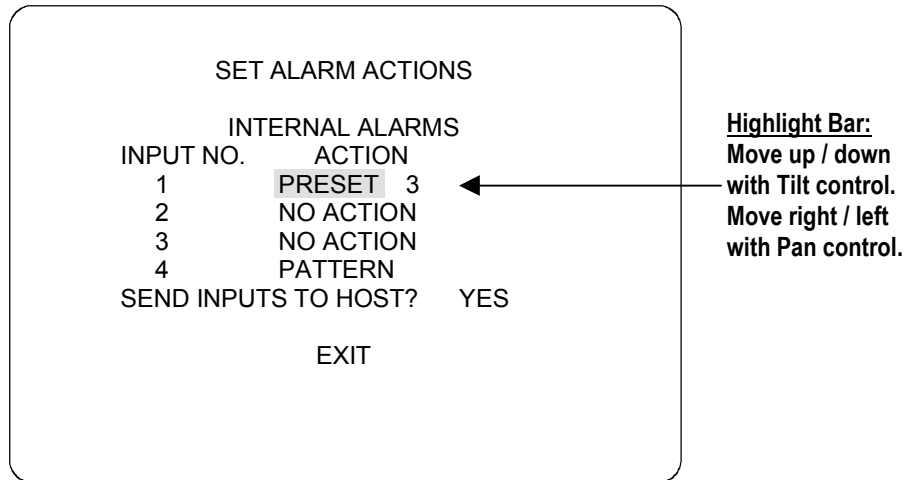 SET ALARM ACTIONS
INTERNAL ALARMS
INPUT NO. ACTION
1 PRESET 3
2 NO ACTION
3 NO ACTION
4 PATTERN
SEND INPUTS TO HOST? YES
EXIT
Highlight Bar:
Move up / down
with Tilt control.
Move right / left
with Pan control.